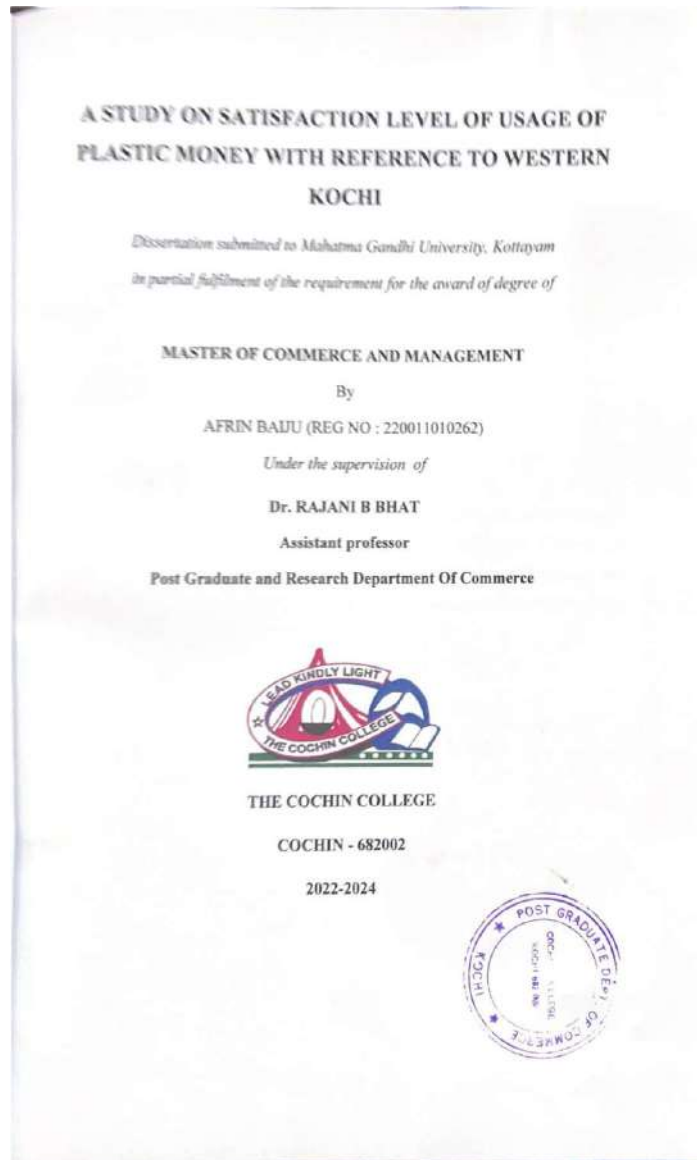 A STUDY ON SATISFACTION LEVEL OF USAGE OF
PLASTIC MONEY WITH REFERENCE TO WESTERN
KOCHI
Dissertation submitted to Mahatma Gandhi University, Kottayam
in partial fulfilment of the requirement for the award of degree of
MASTER OF COMMERCE AND MANAGEMENT
By
AFRIN BAIJU (REG NO : 220011010262)
Under the supervision of
Dr. RAJANI B BHAT
Assistant professor
Post Graduate and Research Department Of Commerce
LEAD KINDLY LIGHT
THE COCHIN COLLEGE
THE COCHIN COLLEGE
COCHIN - 682002
2022-2024
POST GRADUATE DEPT. OF COMMERCE
KOCHI